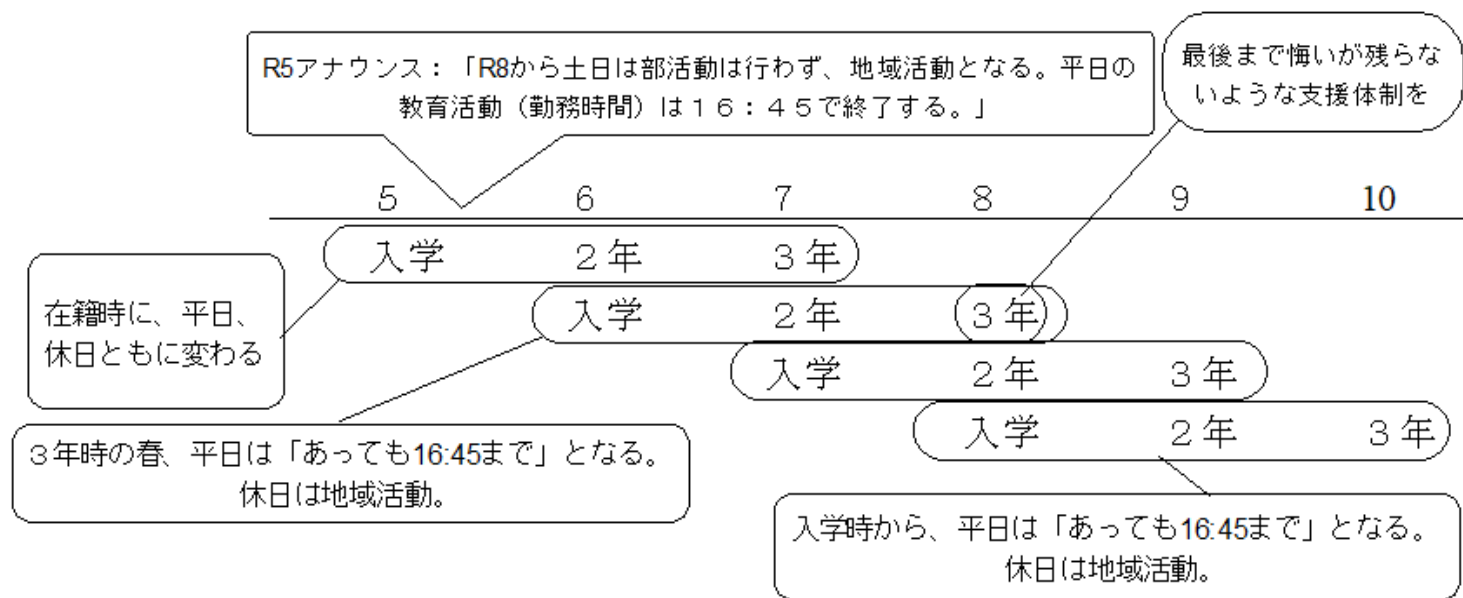 R5アナウンス：「R8から土日は部活動は行わず、地域活動となる。平日の
教育活動（勤務時間）は１６：４５で終了する。」
最後まで悔いが残らな
いような支援体制を
5 6 7 8 9 10
入学 ２年 ３年
入学 ２年 ３年
入学 ２年 ３年
入学 ２年 ３年
在籍時に、平日、
休日ともに変わる
３年時の春、平日は「あっても16:45まで」となる。
休日は地域活動。
入学時から、平日は「あっても16:45まで」となる。
休日は地域活動。